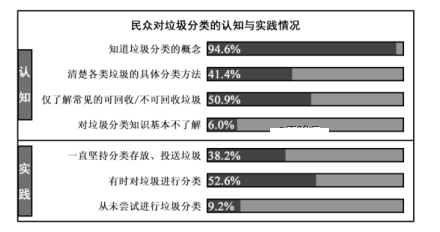 民众对垃圾分类的认知与实践情况
认知
知道垃圾分类的概念 94.6%
清楚各类垃圾的具体分类方法 41.4%
仅了解常见的可回收/不可回收垃圾 50.9%
对垃圾分类知识基本不了解 6.0%
实践
一直坚持分类存放、投送垃圾 38.2%
有时对垃圾进行分类 52.6%
从未尝试进行垃圾分类 9.2%